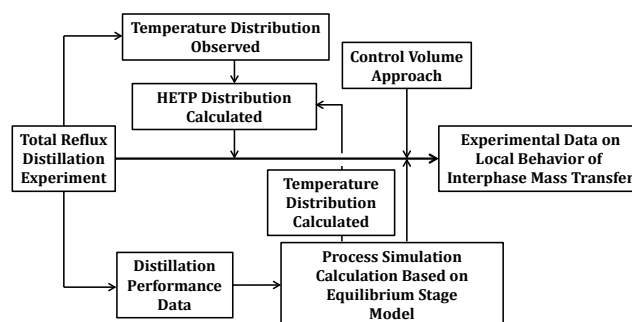 Temperature Distribution
Observed
Control Volume
Approach
HETP Distribution
Calculated
Total Reflux
Distillation
Experiment
Experimental Data on
Local Behavior of
Interphase Mass Transfer
Temperature
Distribution
Calculated
Distillation
Performance
Data
Process Simulation
Calculation Based on
Equilibrium Stage
Model